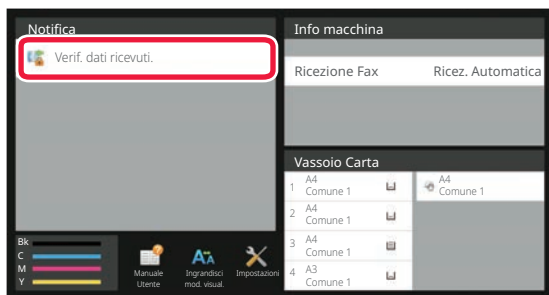 Notifica
Verif. dati ricevuti.
Info macchina
Ricezione Fax Ricez. Automatica
Vassoio Carta
1 A4
Comune 1
2 A4
Comune 1
3 A4
Comune 1
4 A3
Comune 1
A4
Comune 1
Bk
C
M
Y
Manuale
Utente
Ingrandisci
mod. visual.
Impostazioni